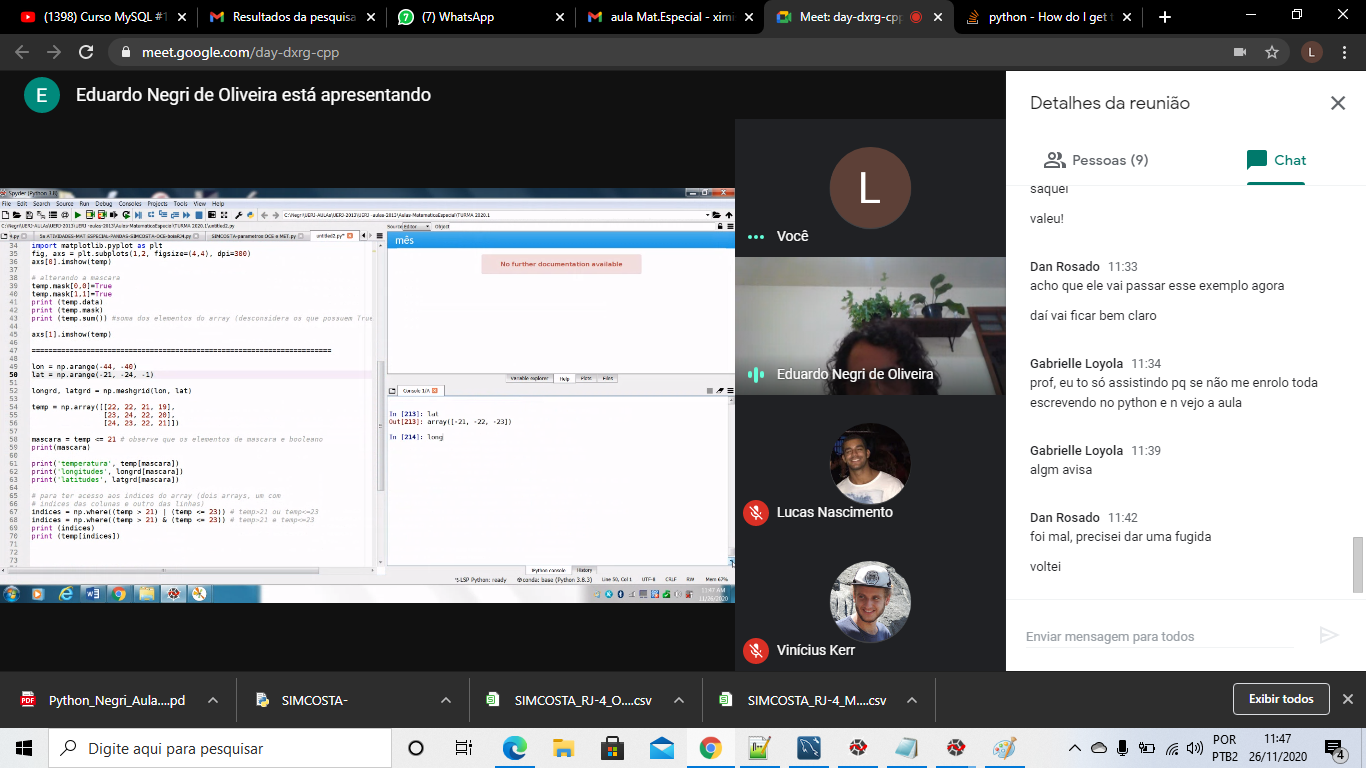 (1398) Curso MySQL #1
Resultados da pesquisa
(7) WhatsApp
aula Mat.Especial - ximi
Meet: day-dxrg-cpp
python - How do I get t
meet.google.com/day-dxrg-cpp
L
E
Eduardo Negri de Oliveira está apresentando
Spyder (Python 3.8)
File Edit Search Source Run Debug Consoles Projects Tools View Help
34 import matplotlib.pyplot as plt
35 fig, axs = plt.subplots(1,2, figsize=(4,4), dpi=300)
36 axs[0].imshow(temp)
37
38 # alterando a mascara
39 temp.mask[0,0]=True
40 temp.mask[1,1]=True
41 print (temp.data)
42 print (temp.mask)
43 print (temp.sum()) #soma dos elementos do array (desconsidera os que possuem True
44
45 axs[1].imshow(temp)
46
47 ========================================================================
48
49 lon = np.arange(-44, -40)
50 lat = np.arange(-21, -24, -1)
51
52 longrd, latgrd = np.meshgrid(lon, lat)
53
54 temp = np.array([[22, 22, 21, 19],
55 [23, 24, 22, 20],
56 [24, 23, 22, 21]])
57
58 mascara = temp <= 21 # observe que os elementos de mascara e booleano
59 print(mascara)
60
61 print('temperatura', temp[mascara])
62 print('longitudes', longrd[mascara])
63 print('latitudes', latgrd[mascara])
64
65 # para ter acesso aos indices do array (dois arrays, um com
66 # indices das colunas e outro das linhas)
67 indices = np.where((temp > 21) | (temp <= 23)) # temp>21 ou temp<=23
68 indices = np.where((temp > 21) & (temp <= 23)) # temp>21 e temp<=23
69 print (indices)
70 print (temp[indices])
71
72
73
Source Editor Object
mês
No further documentation available
Variable explorer Help Plots Files
Console 1/A
In [213]: lat
Out[213]: array([-21, -22, -23])
In [214]: long
IPython console History
LSP Python: ready conda: base (Python 3.8.3) Line 50, Col 1 UTF-8 CRLF RW Mem 67%
11:47 AM
11/26/2020
L
Você
Eduardo Negri de Oliveira
Lucas Nascimento
Vinícius Kerr
Detalhes da reunião
Pessoas (9)
Chat
saquei
valeu!
Dan Rosado 11:33
acho que ele vai passar esse exemplo agora
daí vai ficar bem claro
Gabrielle Loyola 11:34
prof, eu to só assistindo pq se não me enrolo toda
escrevendo no python e n vejo a aula
Gabrielle Loyola 11:39
algm avisa
Dan Rosado 11:42
foi mal, precisei dar uma fugida
voltei
Enviar mensagem para todos
Python_Negri_Aula....pd
SIMCOSTA-
SIMCOSTA_RJ-4_O....csv
SIMCOSTA_RJ-4_M....csv
Exibir todos
Digite aqui para pesquisar
POR
PTB2
11:47
26/11/2020
4